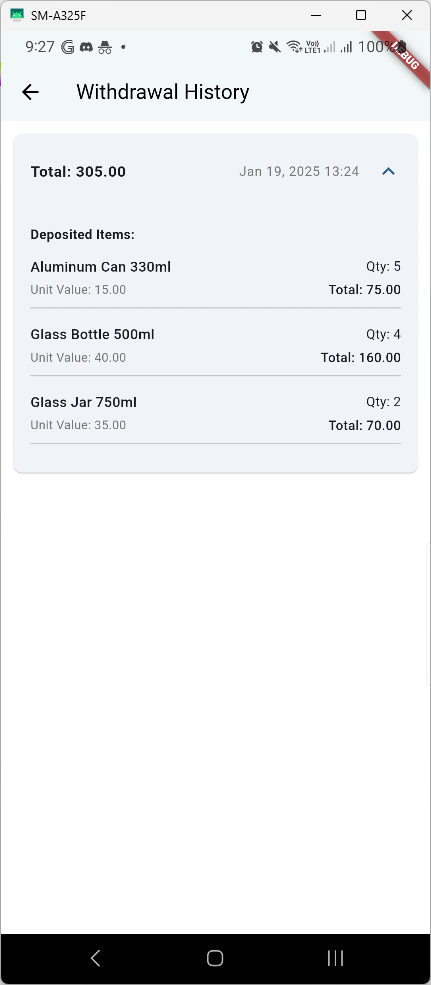 SM-A325F
9:27
Vo)) LTE1 100%
DEBUG
Withdrawal History
Total: 305.00 Jan 19, 2025 13:24
Deposited Items:
Aluminum Can 330ml Qty: 5
Unit Value: 15.00 Total: 75.00
Glass Bottle 500ml Qty: 4
Unit Value: 40.00 Total: 160.00
Glass Jar 750ml Qty: 2
Unit Value: 35.00 Total: 70.00